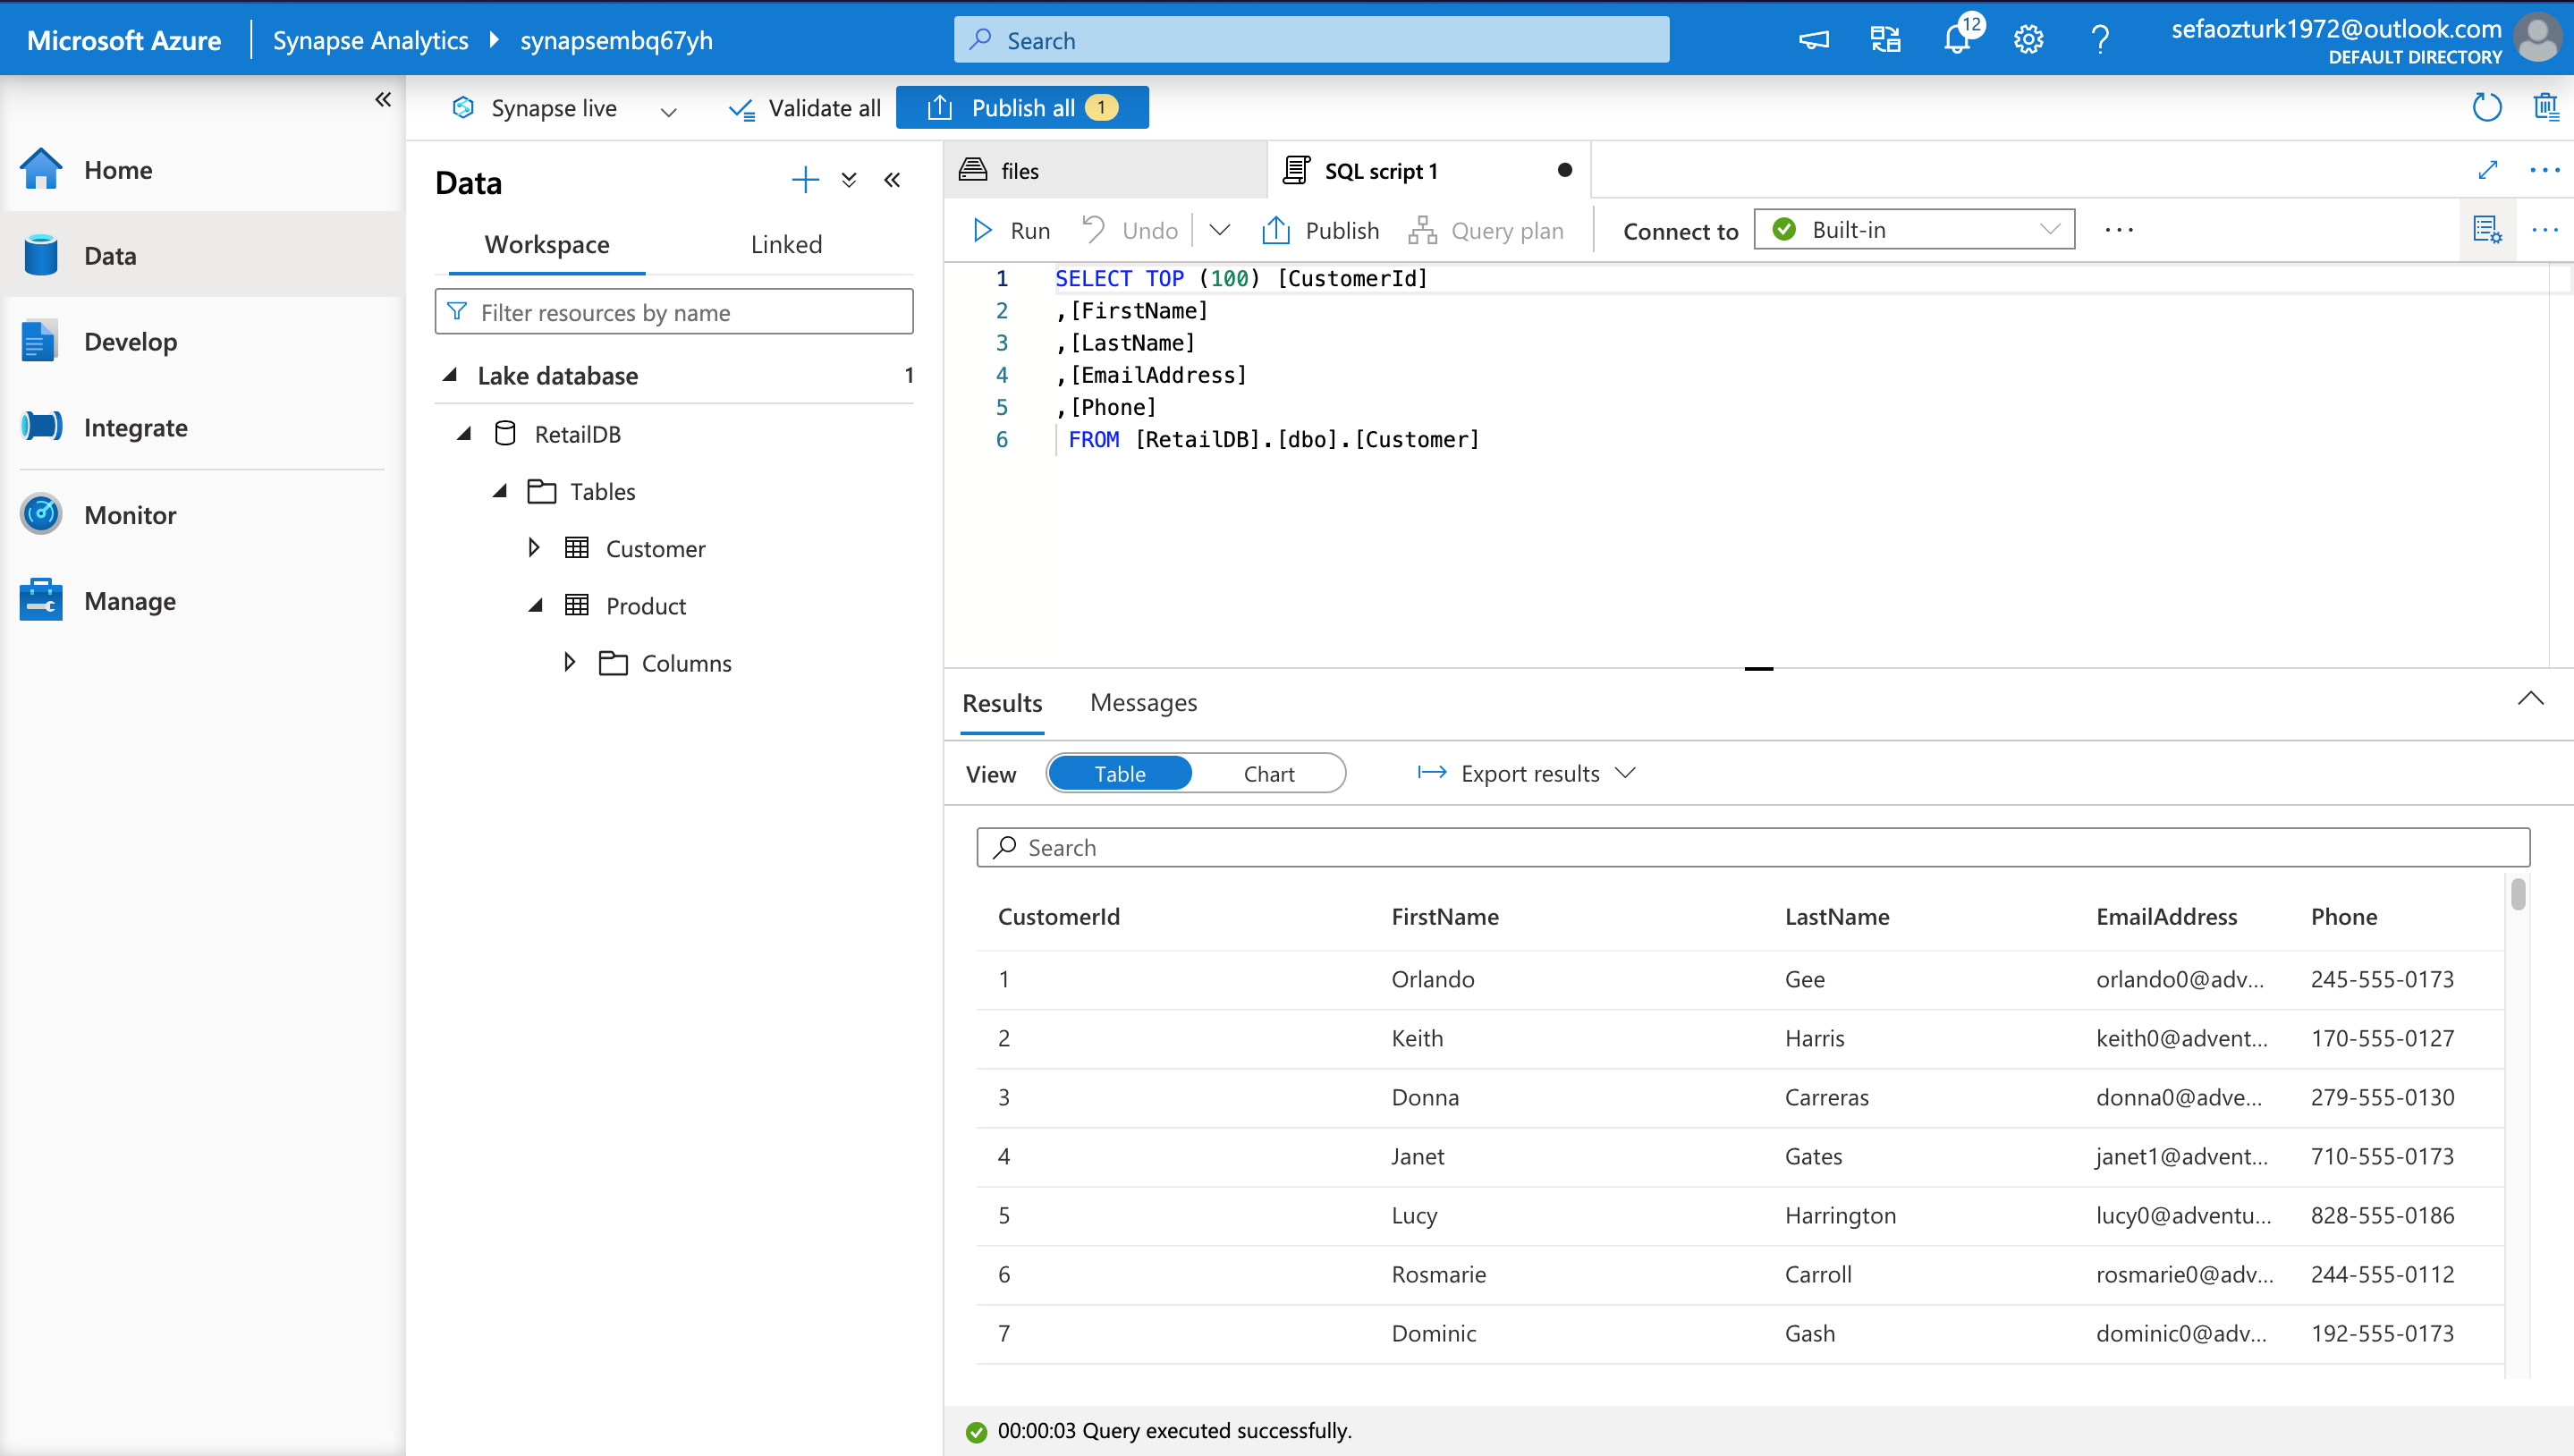 Microsoft Azure | Synapse Analytics synapsembq67yh Search 12 sefaozturk1972@outlook.com
DEFAULT DIRECTORY
Synapse live Validate all Publish all 1
Home
Data
Develop
Integrate
Monitor
Manage
Data
Workspace Linked
Filter resources by name
Lake database 1
RetailDB
Tables
Customer
Product
Columns
files SQL script 1
Run Undo Publish Query plan Connect to Built-in
1 SELECT TOP (100) [CustomerId]
2 ,[FirstName]
3 ,[LastName]
4 ,[EmailAddress]
5 ,[Phone]
6 FROM [RetailDB].[dbo].[Customer]
Results Messages
View Table Chart Export results
Search
CustomerId FirstName LastName EmailAddress Phone
1 Orlando Gee orlando0@adv... 245-555-0173
2 Keith Harris keith0@advent... 170-555-0127
3 Donna Carreras donna0@adve... 279-555-0130
4 Janet Gates janet1@advent... 710-555-0173
5 Lucy Harrington lucy0@adventu... 828-555-0186
6 Rosmarie Carroll rosmarie0@adv... 244-555-0112
7 Dominic Gash dominic0@adv... 192-555-0173
00:00:03 Query executed successfully.